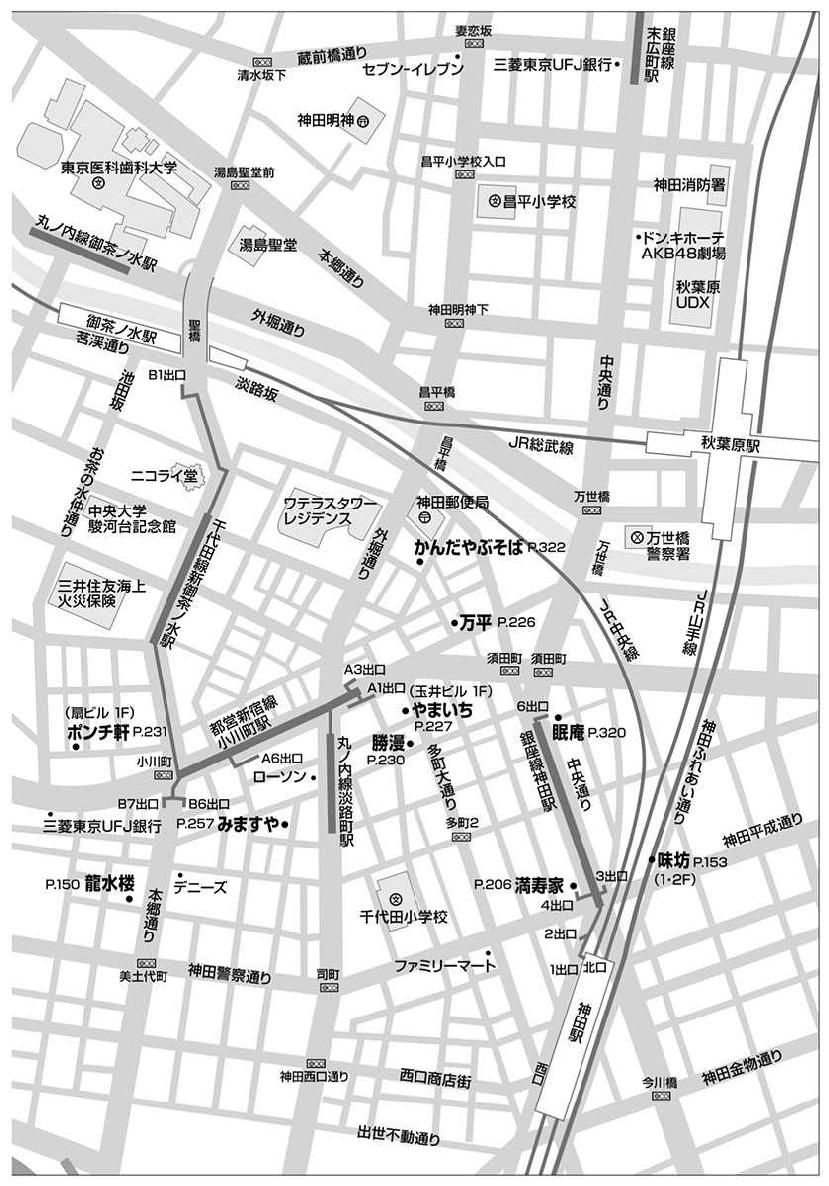 妻恋坂
蔵前橋通り
清水坂下
セブン-イレブン
三菱東京UFJ銀行
銀座線
末広町駅
神田明神
東京医科歯科大学
湯島聖堂前
昌平小学校入口
昌平小学校
神田消防署
丸ノ内線御茶ノ水駅
湯島聖堂
本郷通り
ドン.キホーテ
AKB48劇場
秋葉原
UDX
御茶ノ水駅
茗渓通り
聖橋
外堀通り
神田明神下
中央通り
B1出口
池田坂
淡路坂
昌平橋
昌平橋
JR総武線
秋葉原駅
お茶の水仲通り
ニコライ堂
中央大学
駿河台記念館
ワテラスタワー
レジデンス
外堀通り
神田郵便局
かんだやぶそば P.322
万世橋
万世橋
万世橋
警察署
千代田線新御茶ノ水駅
三井住友海上
火災保険
万平 P.226
JR中央線
JR山手線
須田町
須田町
A3出口
A1出口
(玉井ビル 1F)
やまいち
P.227
都営新宿線
小川町駅
(扇ビル 1F)
ポンチ軒 P.231
小川町
A6出口
ローソン
勝漫
P.230
6出口
眠庵 P.320
銀座線神田駅
中央通り
神田ふれあい通り
丸ノ内線淡路町駅
多町大通り
B7出口
B6出口
三菱東京UFJ銀行
P.257 みますや
多町2
神田平成通り
味坊 P.153
(1・2F)
P.150 龍水楼
デニーズ
本郷通り
千代田小学校
P.206 満寿家
3出口
4出口
2出口
1出口
北口
美土代町
神田警察通り
司町
ファミリーマート
神田駅
西口
神田西口通り
西口商店街
今川橋
神田金物通り
出世不動通り